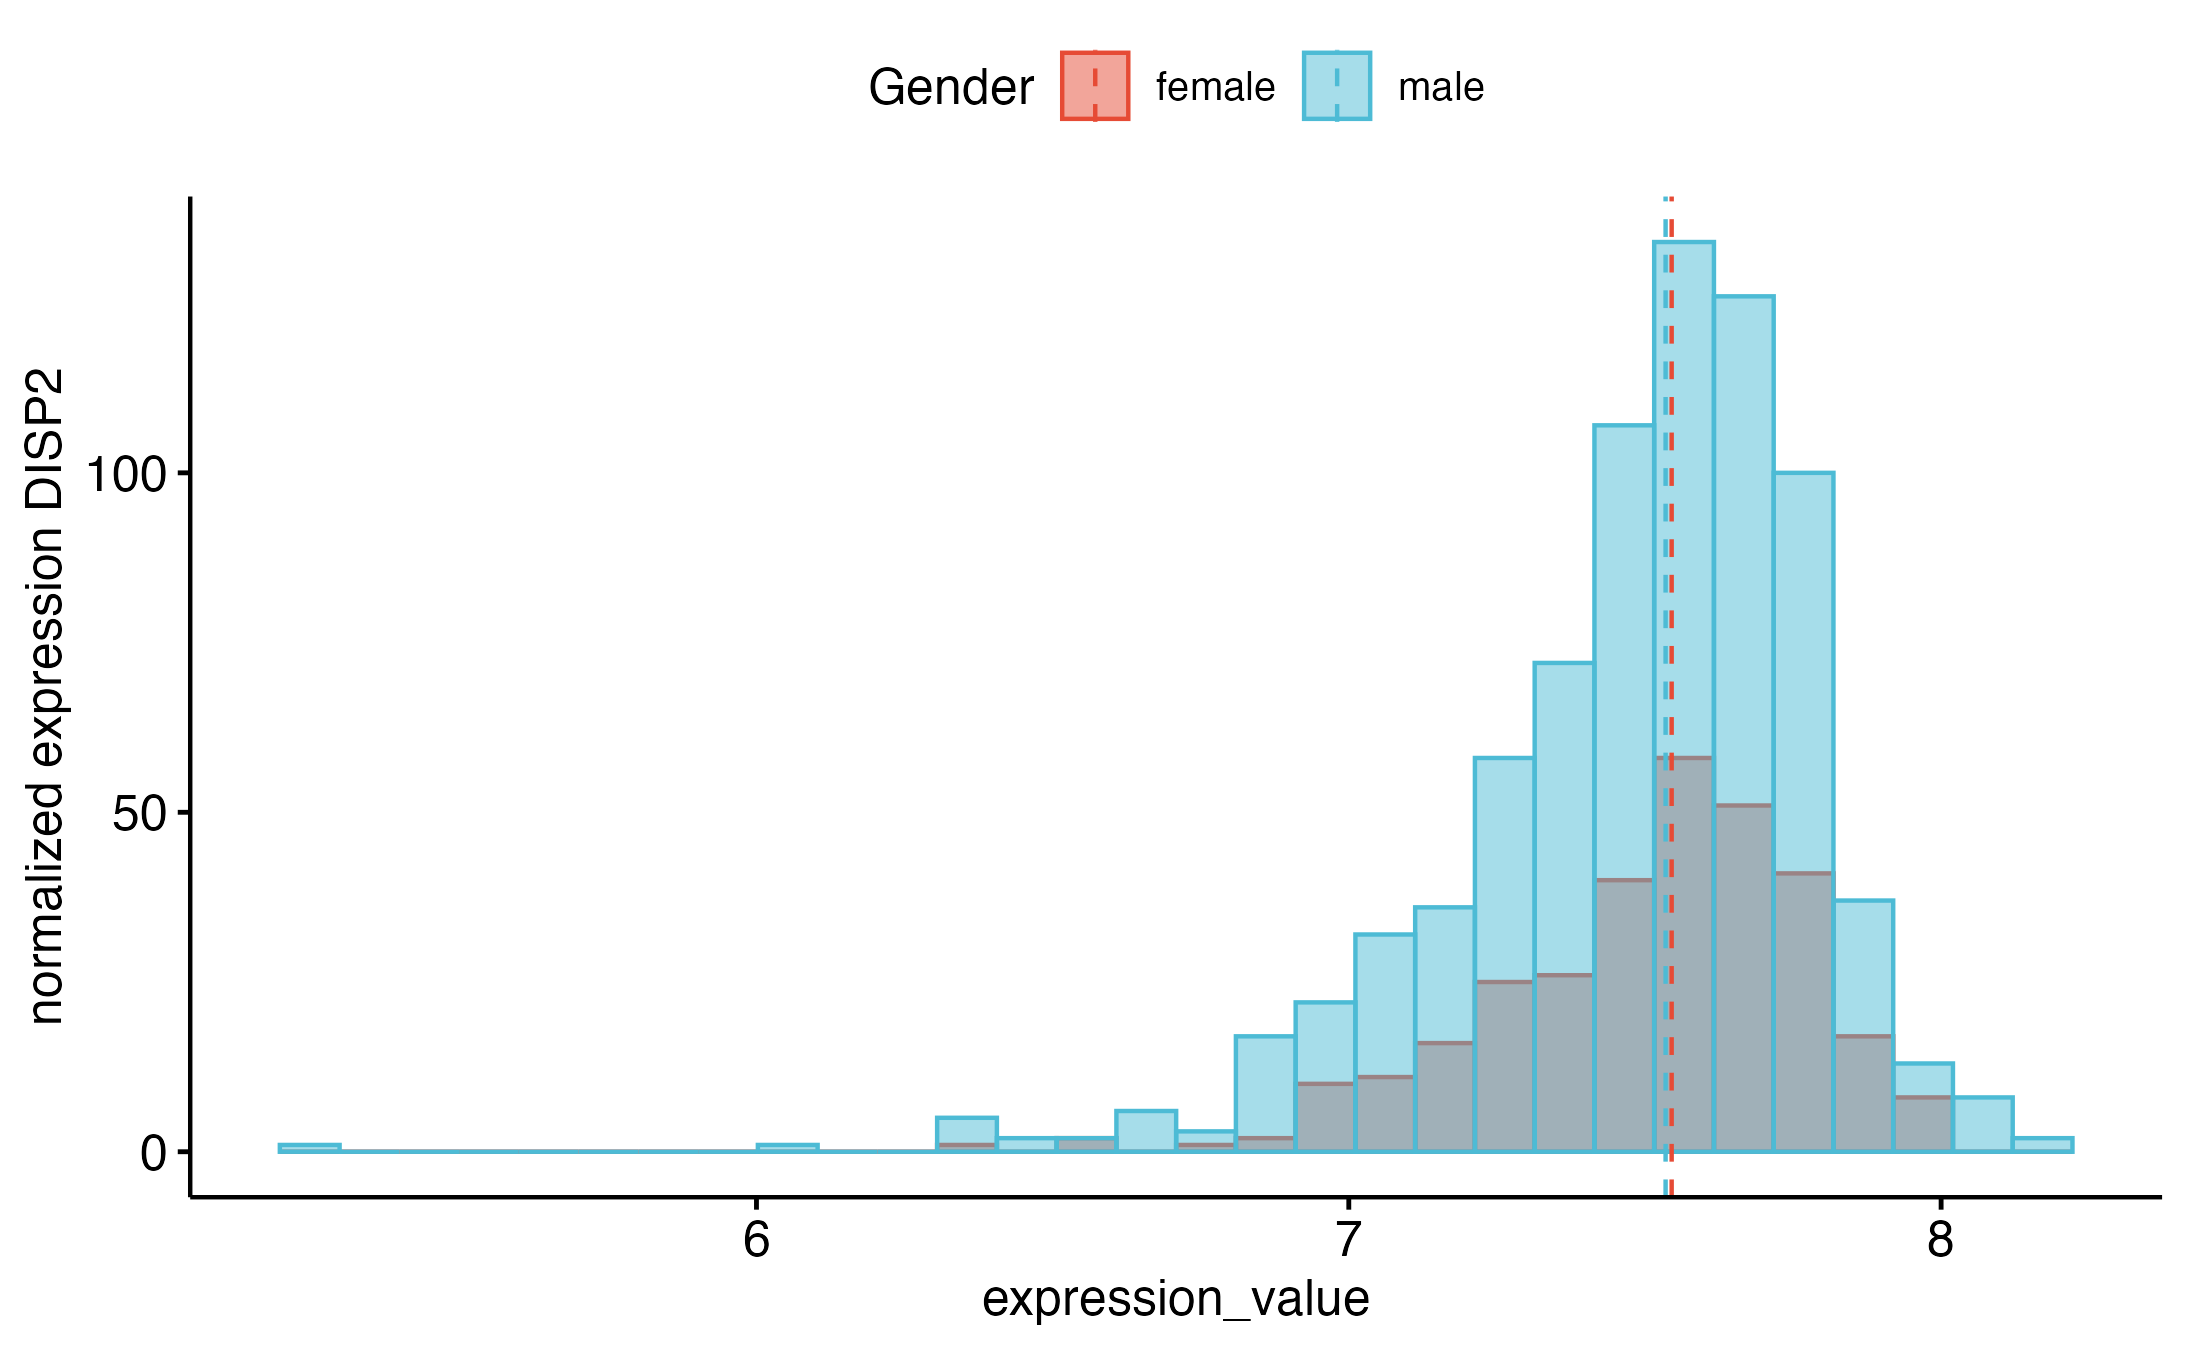 Gender female male
normalized expression DISP2
100
50
0
6 7 8
expression_value